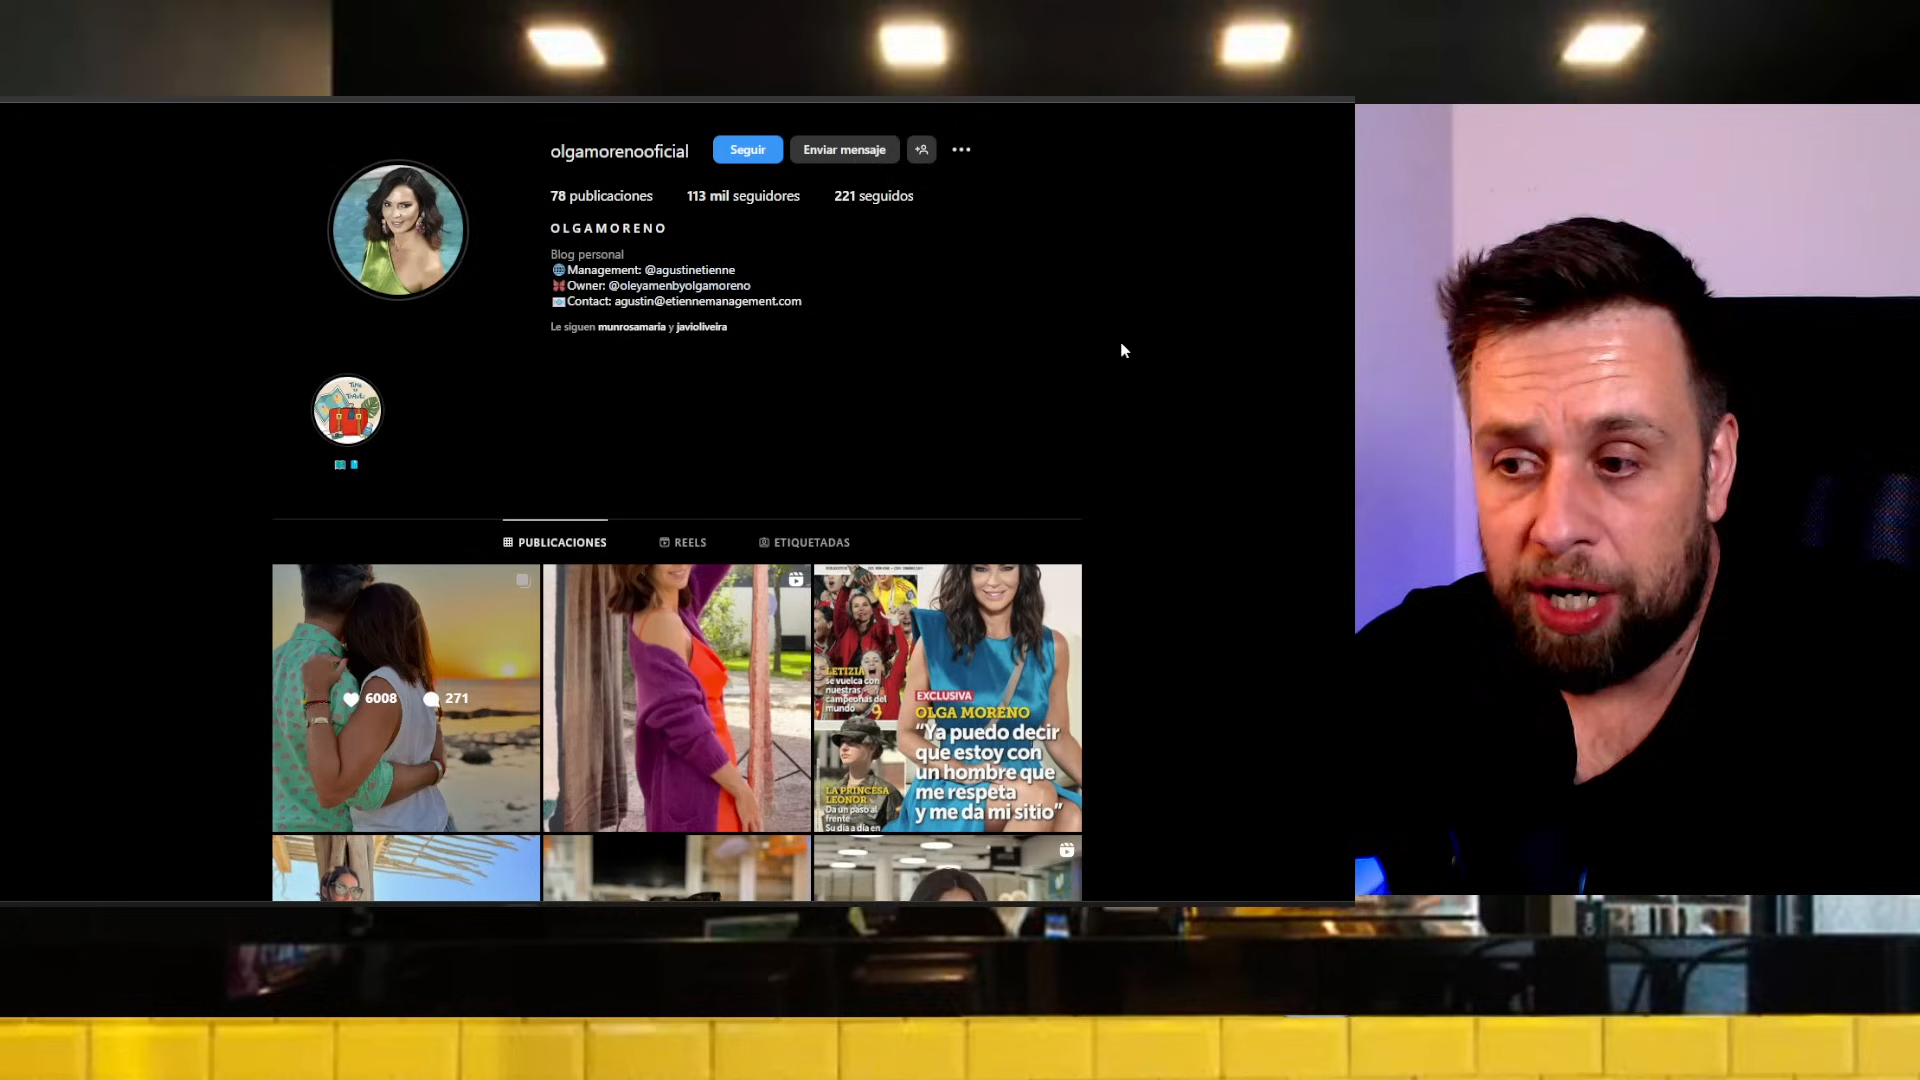 olgamorenooficial
Seguir
Enviar mensaje
78 publicaciones
113 mil seguidores
221 seguidos
OLGAMORENO
Blog personal
Management: @agustinetienne
Owner: @oleyamenbyolgamoreno
Contact: agustin@etiennemanagement.com
Le siguen munrosamaria y javioliveira
TIME
TO
TRAVEL
PUBLICACIONES
REELS
ETIQUETADAS
6008
271
LETIZIA
se vuelca con
nuestras
campeonas del
mundo
LA PRINCESA
LEONOR
Da un paso al
frente
Su día a día en
EXCLUSIVA
OLGA MORENO
“Ya puedo decir
que estoy con
un hombre que
me respeta
y me da mi sitio”